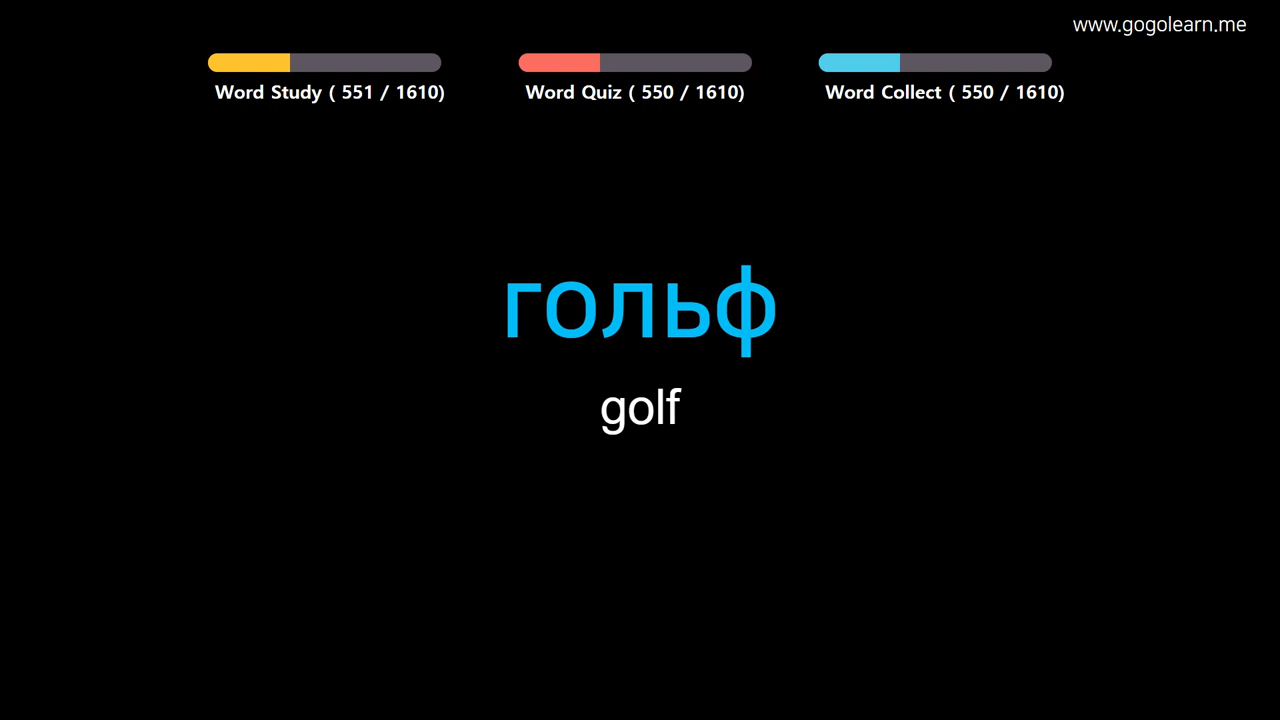 www.gogolearn.me
Word Study ( 551 / 1610)
Word Quiz ( 550 / 1610)
Word Collect ( 550 / 1610)
гольф
golf